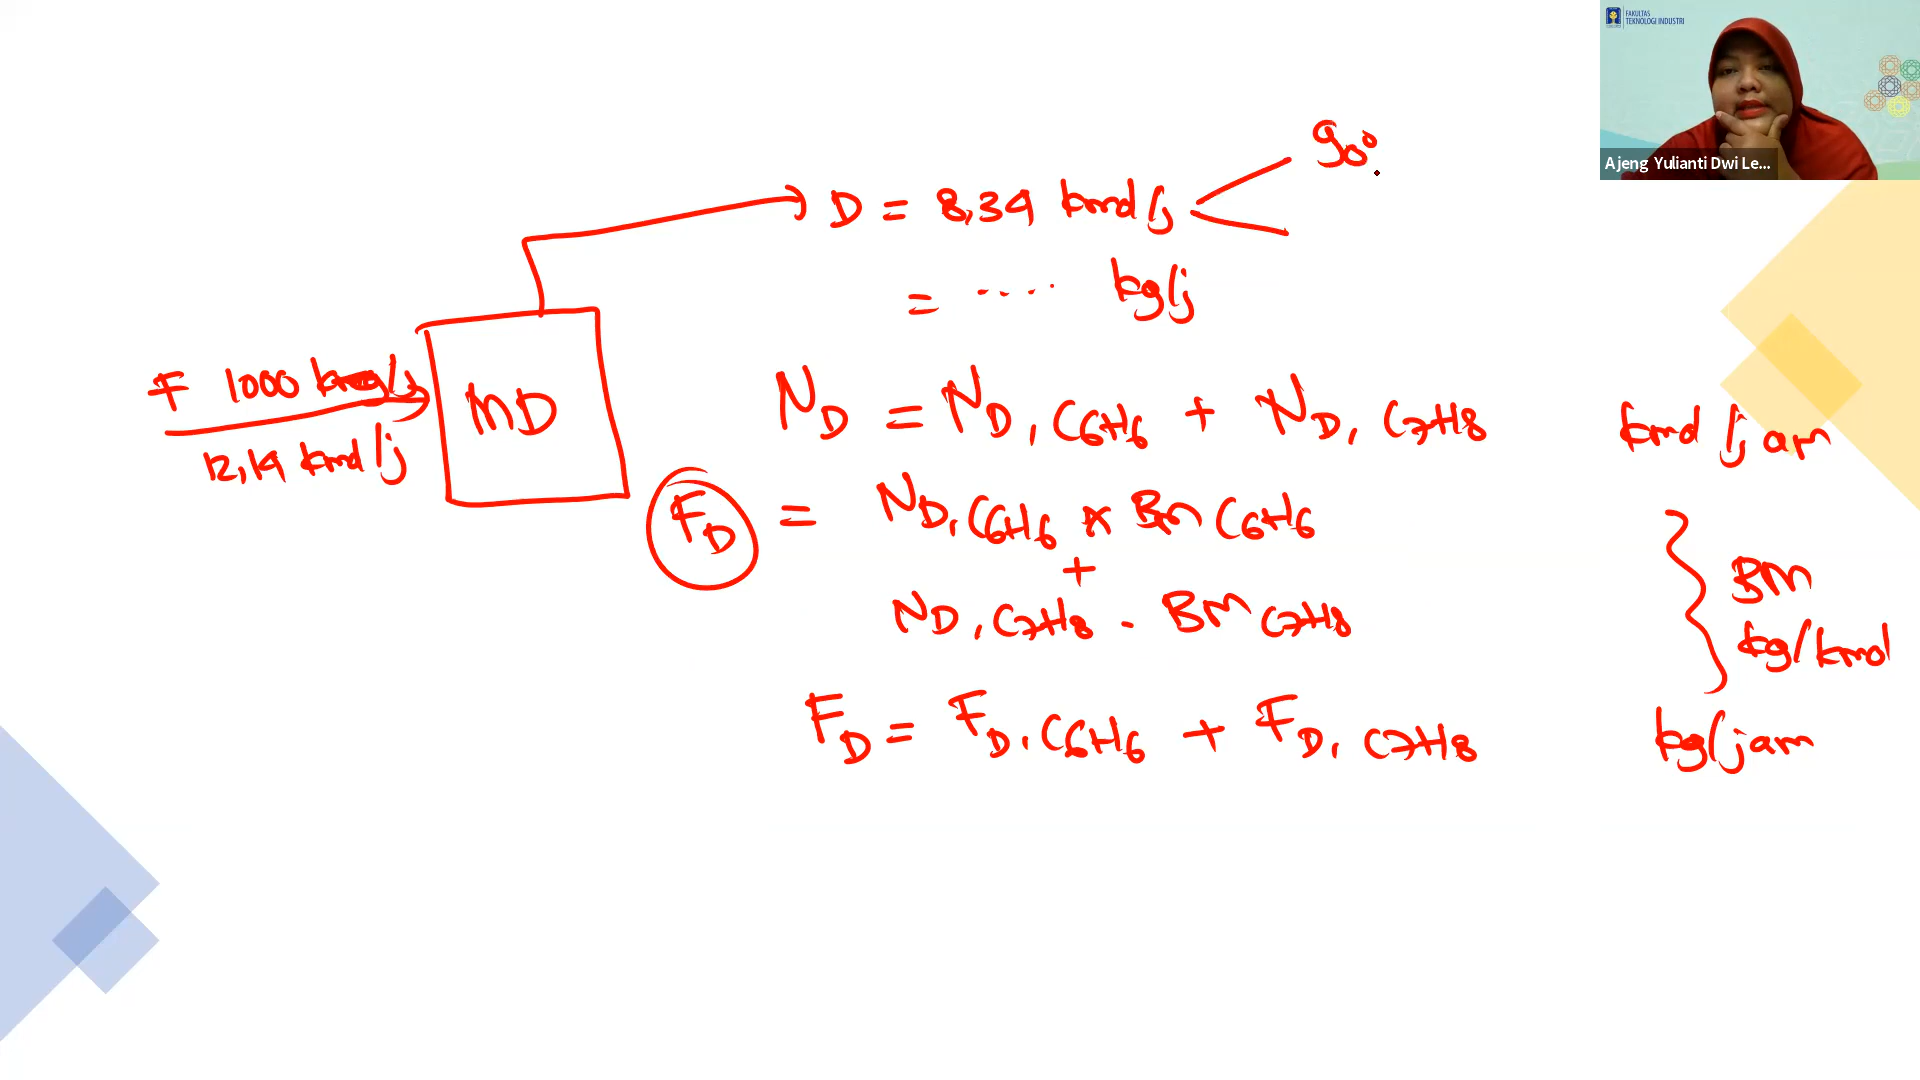 FAKULTAS
TEKNOLOGI INDUSTRI
Ajeng Yulianti Dwi Le...
90%
D = 8,34 kmol/j
= .... kg/j
F 1000 kg/j
12,14 kmol/j
MD
N_D = N_D, C6H6 + N_D, C7H8 kmol/jam
F_D = N_D, C6H6 x BM C6H6
+
N_D, C7H8 . BM C7H8
BM
kg/kmol
F_D = F_D, C6H6 + F_D, C7H8 kg/jam